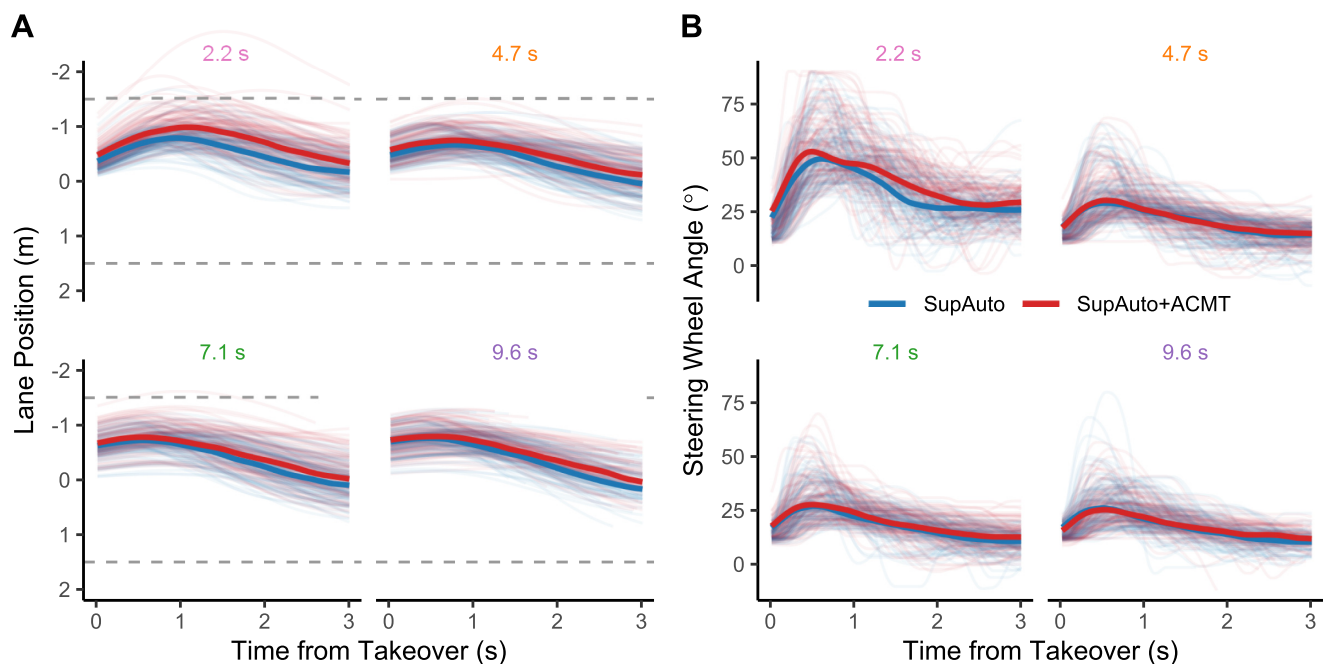 A
B
2.2 s
4.7 s
2.2 s
4.7 s
-2
-1
0
1
2
75
50
25
0
SupAuto
SupAuto+ACMT
7.1 s
9.6 s
7.1 s
9.6 s
-2
-1
0
1
2
75
50
25
0
Lane Position (m)
Steering Wheel Angle (°)
0 1 2 3 0 1 2 3
0 1 2 3 0 1 2 3
Time from Takeover (s)
Time from Takeover (s)